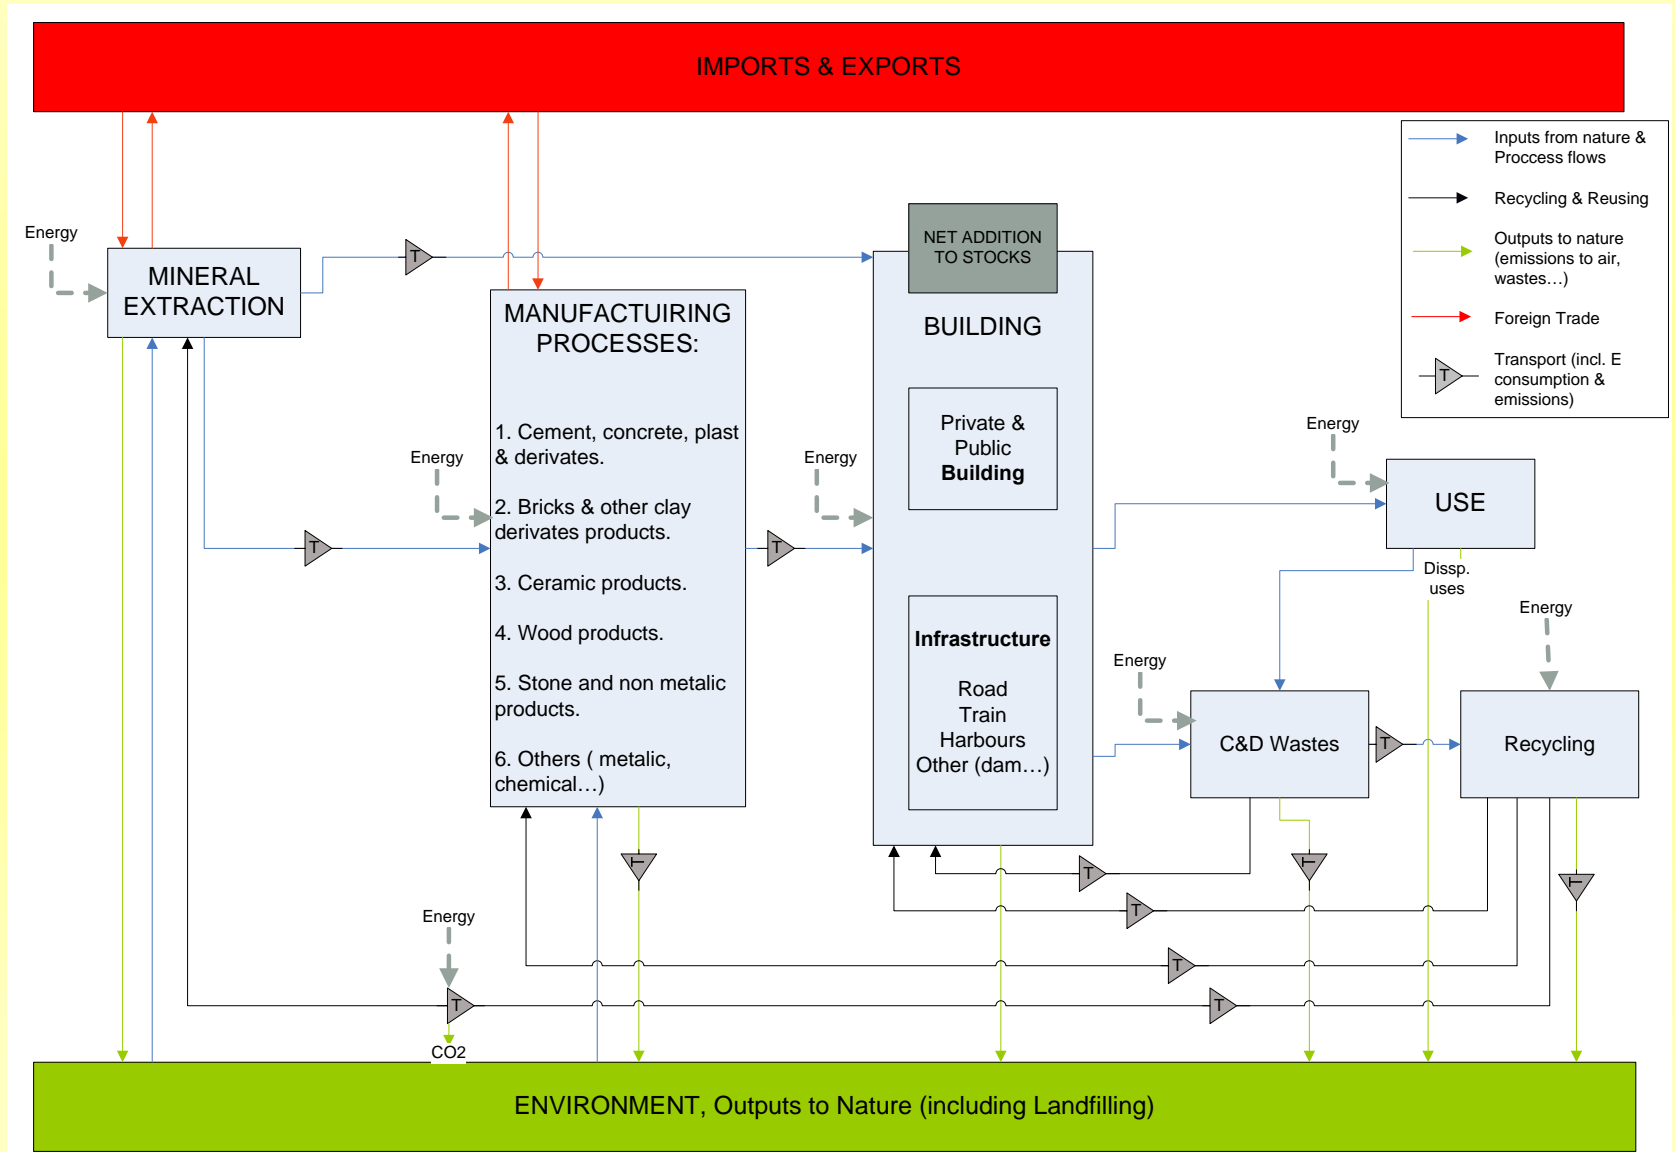 IMPORTS & EXPORTS
Inputs from nature &
Proccess flows
Recycling & Reusing
Outputs to nature
(emissions to air,
wastes…)
Foreign Trade
T
Transport (incl. E
consumption &
emissions)
Energy
MINERAL
EXTRACTION
T
NET ADDITION
TO STOCKS
BUILDING
Private &
Public
Building
Infrastructure
Road
Train
Harbours
Other (dam…)
MANUFACTUIRING
PROCESSES:
1. Cement, concrete, plast
& derivates.
2. Bricks & other clay
derivates products.
3. Ceramic products.
4. Wood products.
5. Stone and non metalic
products.
6. Others ( metalic,
chemical…)
Energy
T
Energy
T
Energy
USE
Dissp.
uses
Energy
C&D Wastes
T
Energy
Recycling
T
T
T
T
T
T
Energy
T
T
CO2
ENVIRONMENT, Outputs to Nature (including Landfilling)